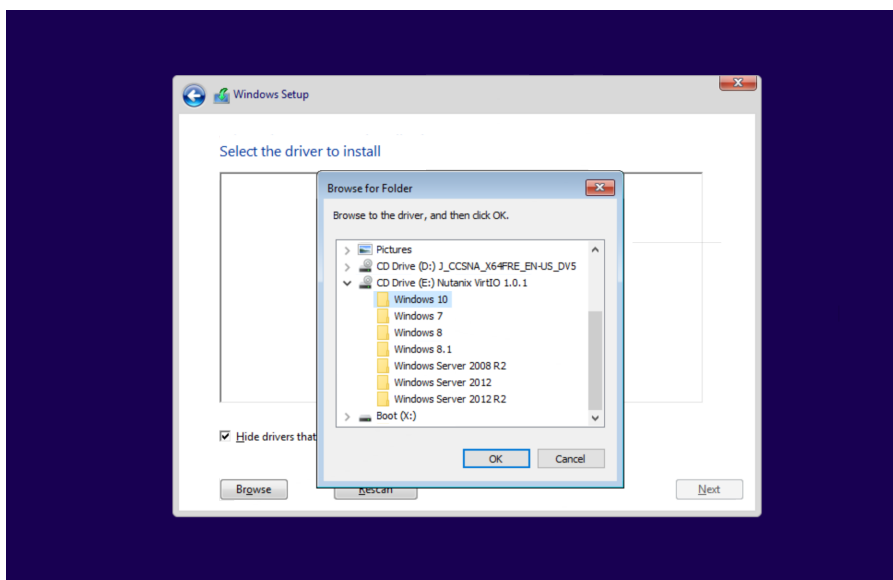 Windows Setup
Select the driver to install
Browse for Folder
Browse to the driver, and then click OK.
Pictures
CD Drive (D:) J_CCSNA_X64FRE_EN-US_DV5
CD Drive (E:) Nutanix VirtIO 1.0.1
Windows 10
Windows 7
Windows 8
Windows 8.1
Windows Server 2008 R2
Windows Server 2012
Windows Server 2012 R2
Boot (X:)
Hide drivers that
OK Cancel
Browse Rescan Next